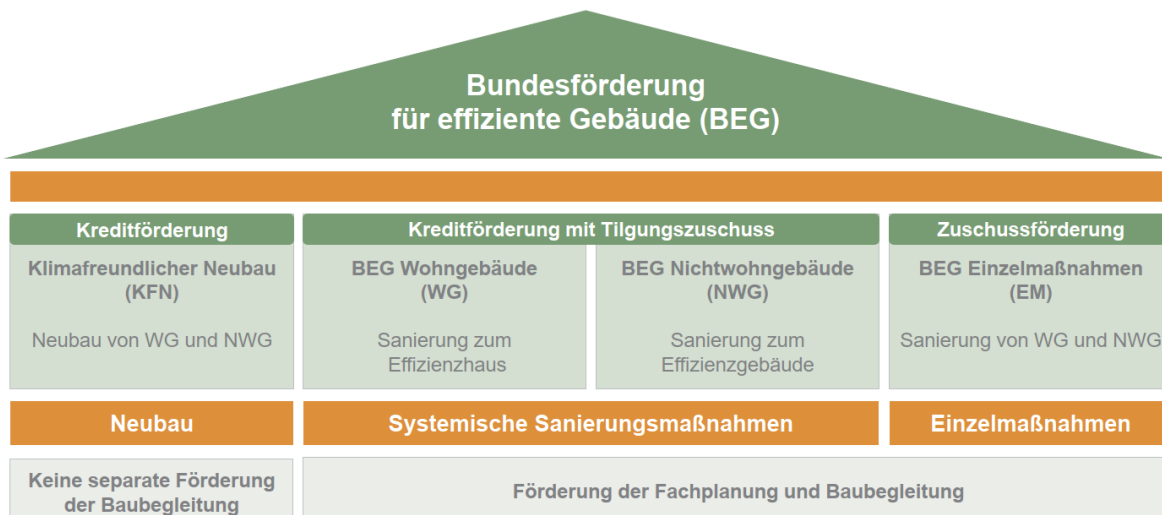 Bundesförderung
für effiziente Gebäude (BEG)
Kreditförderung
Kreditförderung mit Tilgungszuschuss
Zuschussförderung
Klimafreundlicher Neubau
(KFN)
Neubau von WG und NWG
BEG Wohngebäude
(WG)
Sanierung zum
Effizienzhaus
BEG Nichtwohngebäude
(NWG)
Sanierung zum
Effizienzgebäude
BEG Einzelmaßnahmen
(EM)
Sanierung von WG und NWG
Neubau
Systemische Sanierungsmaßnahmen
Einzelmaßnahmen
Keine separate Förderung
der Baubegleitung
Förderung der Fachplanung und Baubegleitung